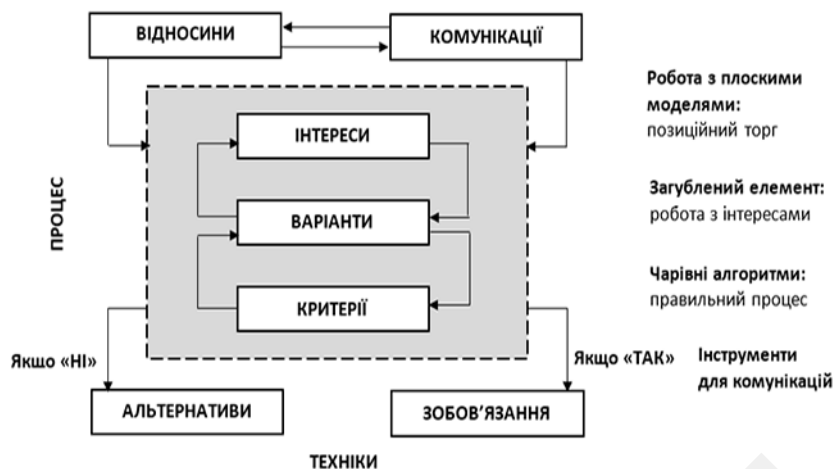 ВІДНОСИНИ
КОМУНІКАЦІЇ
Робота з плоскими
моделями:
позиційний торг
ІНТЕРЕСИ
ПРОЦЕС
Загублений елемент:
робота з інтересами
ВАРІАНТИ
Чарівні алгоритми:
правильний процес
КРИТЕРІЇ
Якщо «НІ»
Якщо «ТАК»
Інструменти
для комунікацій
АЛЬТЕРНАТИВИ
ЗОБОВ'ЯЗАННЯ
ТЕХНІКИ